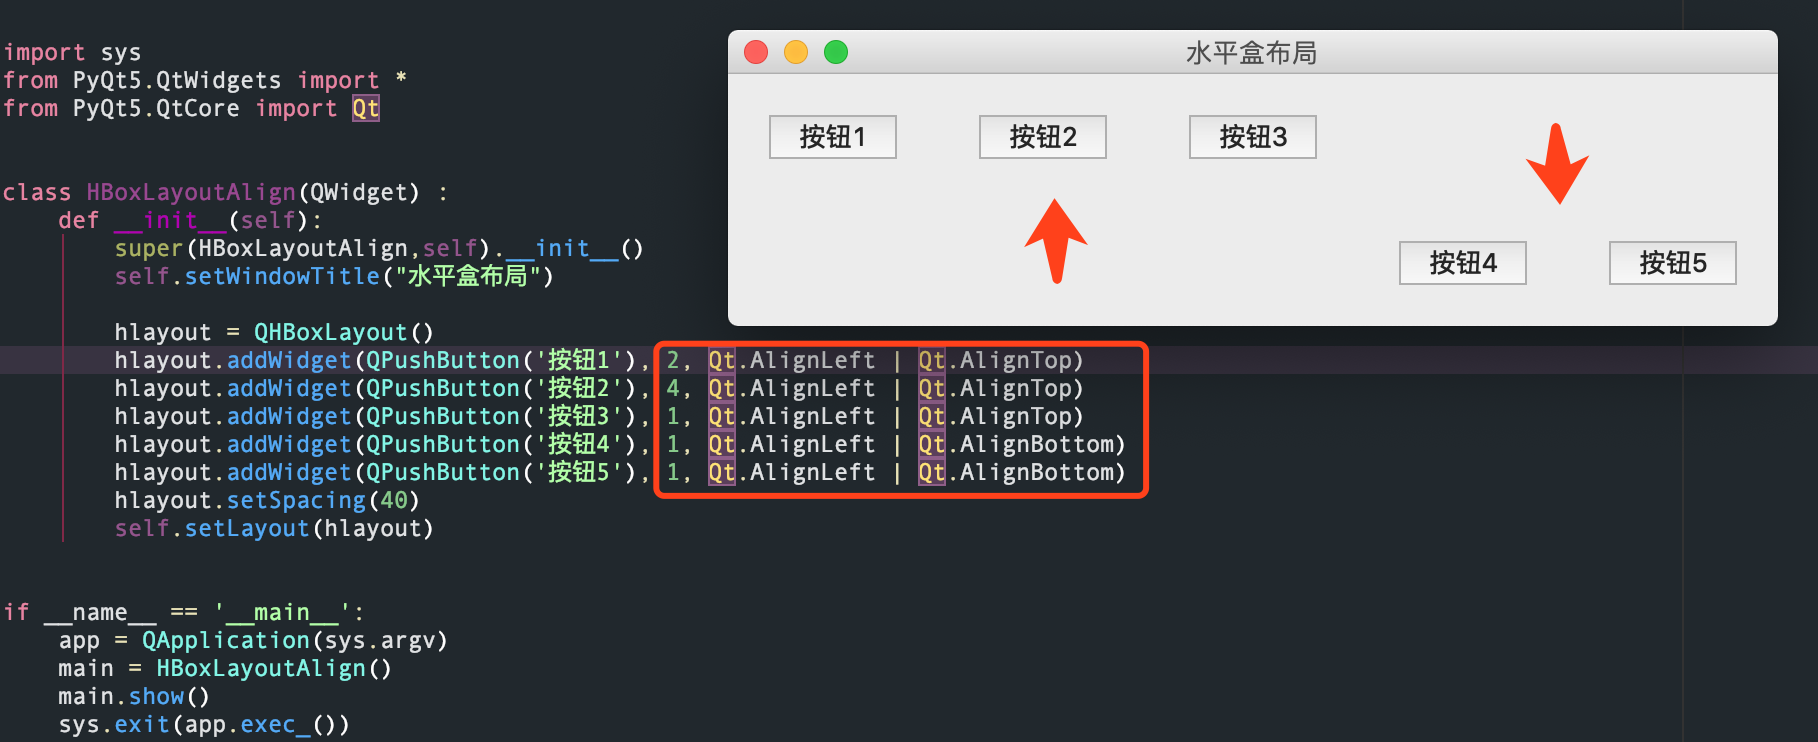 import sys
from PyQt5.QtWidgets import *
from PyQt5.QtCore import Qt
class HBoxLayoutAlign(QWidget) :
def __init__(self):
super(HBoxLayoutAlign,self).__init__()
self.setWindowTitle("水平盒布局")
hlayout = QHBoxLayout()
hlayout.addWidget(QPushButton('按钮1'), 2, Qt.AlignLeft | Qt.AlignTop)
hlayout.addWidget(QPushButton('按钮2'), 4, Qt.AlignLeft | Qt.AlignTop)
hlayout.addWidget(QPushButton('按钮3'), 1, Qt.AlignLeft | Qt.AlignTop)
hlayout.addWidget(QPushButton('按钮4'), 1, Qt.AlignLeft | Qt.AlignBottom)
hlayout.addWidget(QPushButton('按钮5'), 1, Qt.AlignLeft | Qt.AlignBottom)
hlayout.setSpacing(40)
self.setLayout(hlayout)
if __name__ == '__main__':
app = QApplication(sys.argv)
main = HBoxLayoutAlign()
main.show()
sys.exit(app.exec_())
水平盒布局
按钮1 按钮2 按钮3
按钮4 按钮5